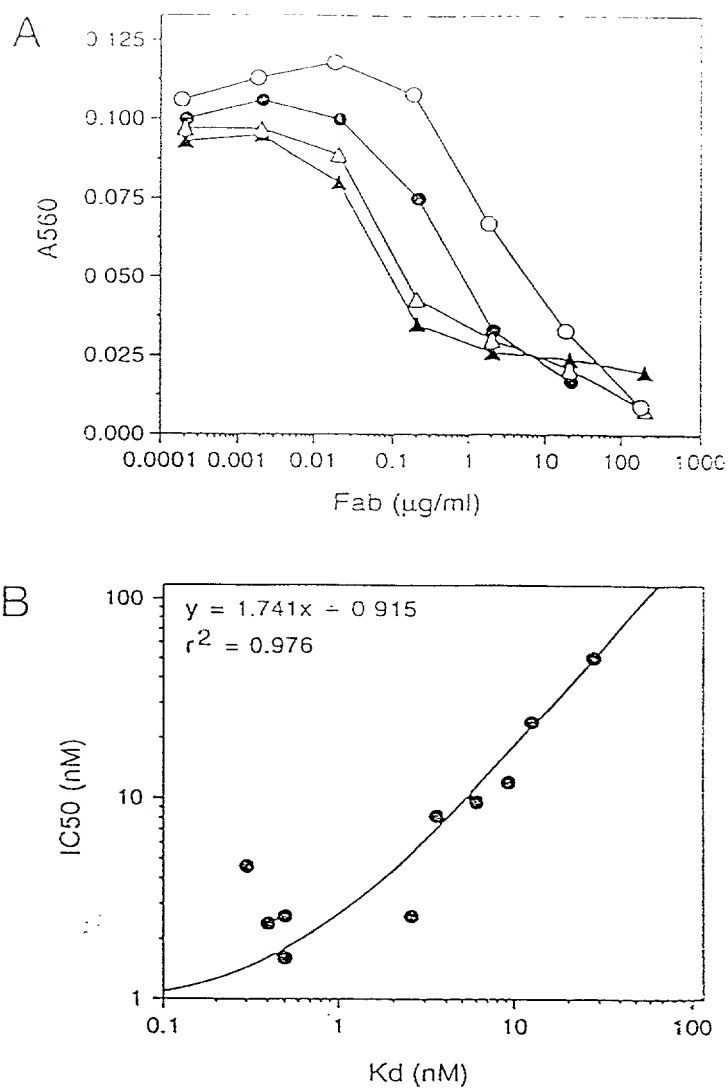 A
0 125
0.100
0.075
0 050
0.025
0.000
A560
0.0001 0.001 0.01 0.1 1 10 100 1000
Fab (µg/ml)
B
y = 1.741x ÷ 0 915
r² = 0.976
100
10
1
IC50 (nM)
0.1 1 10 100
Kd (nM)